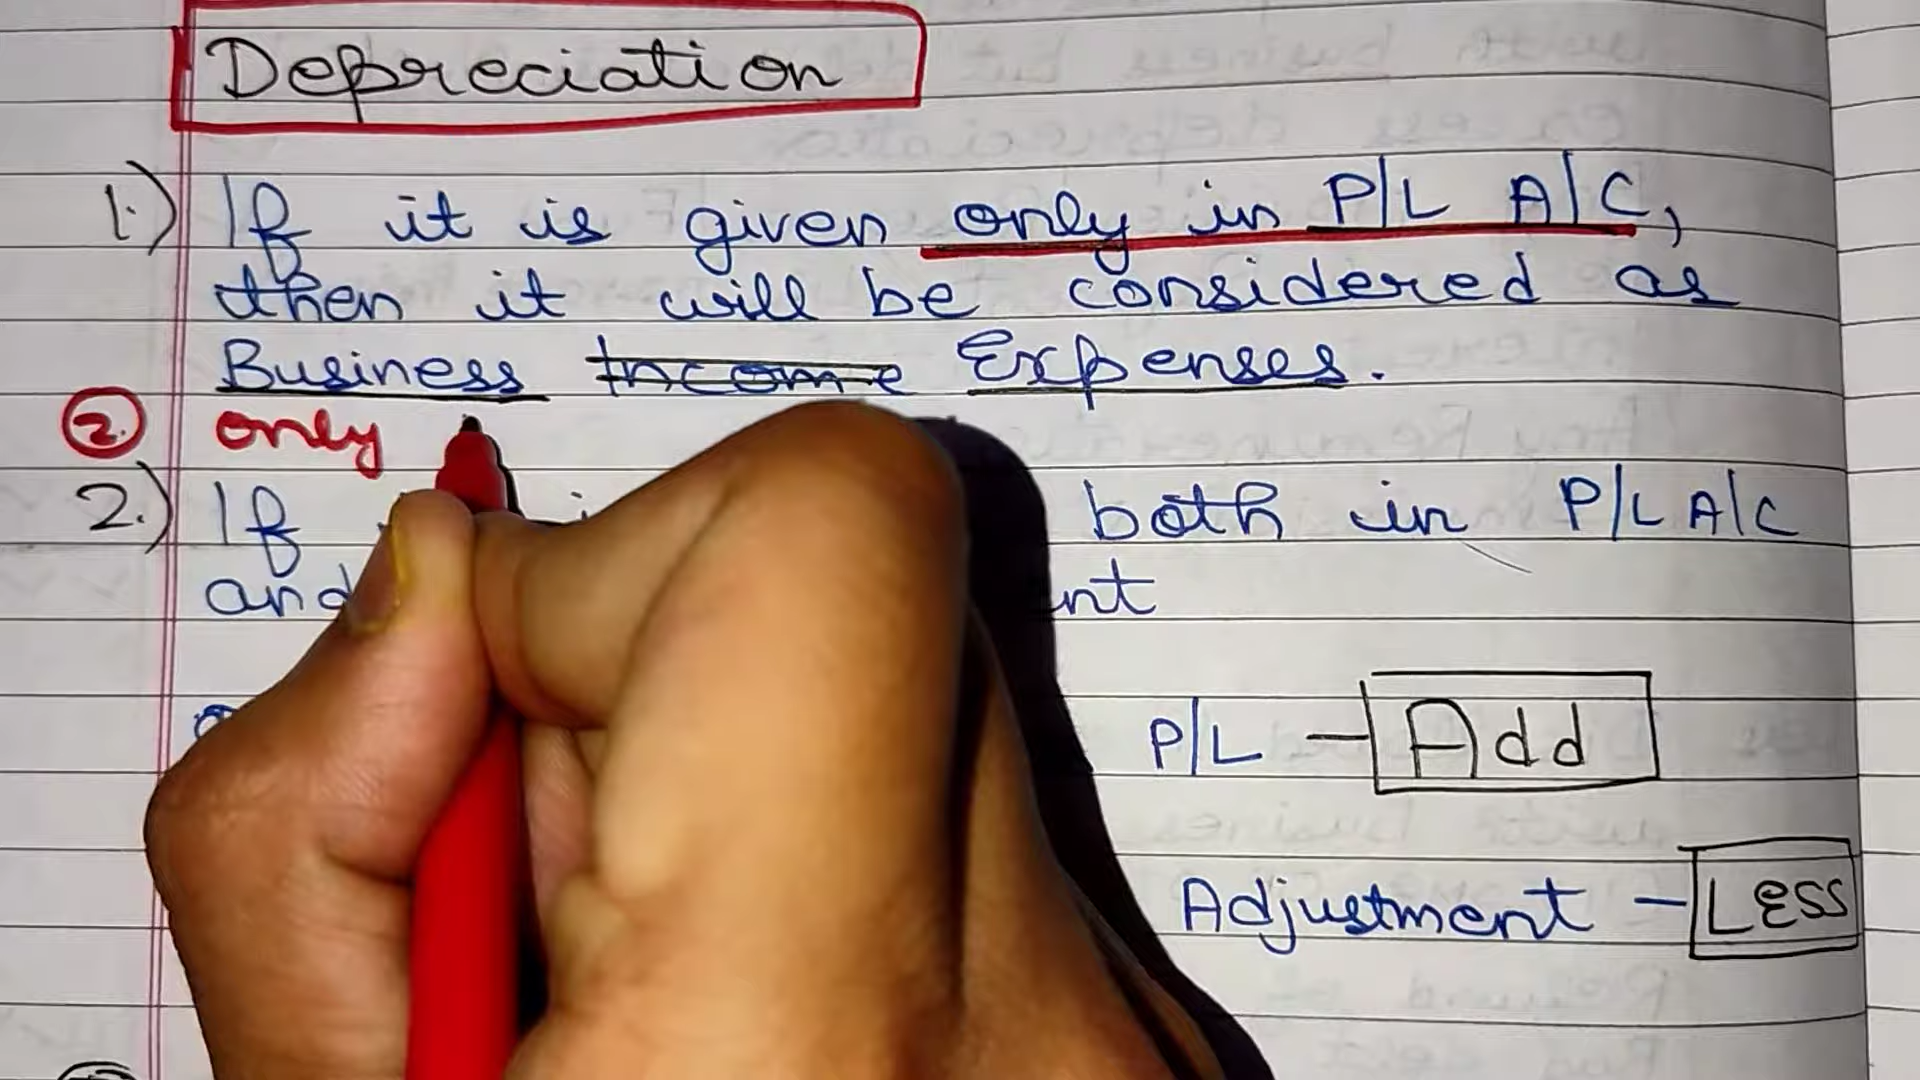 Depreciation
1.) If it is given only in P/L A/C,
then it will be considered as
Business Income Expenses.
2. only
2.) If both in P/L A/C
and
P/L - Add
Adjustment - Less